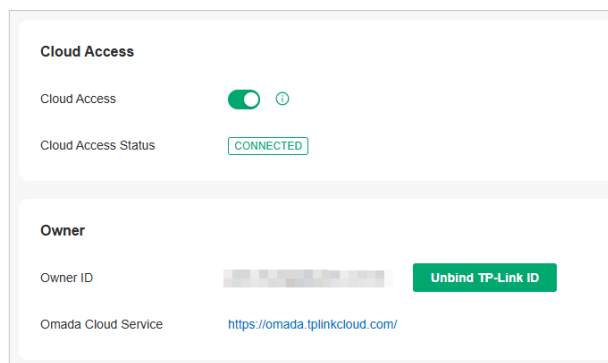 Cloud Access
Cloud Access
Cloud Access Status CONNECTED
Owner
Owner ID Unbind TP-Link ID
Omada Cloud Service https://omada.tplinkcloud.com/